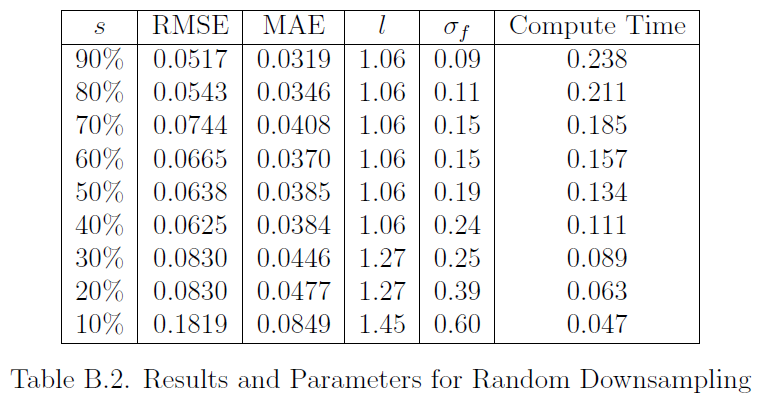 s RMSE MAE l σf Compute Time
90% 0.0517 0.0319 1.06 0.09 0.238
80% 0.0543 0.0346 1.06 0.11 0.211
70% 0.0744 0.0408 1.06 0.15 0.185
60% 0.0665 0.0370 1.06 0.15 0.157
50% 0.0638 0.0385 1.06 0.19 0.134
40% 0.0625 0.0384 1.06 0.24 0.111
30% 0.0830 0.0446 1.27 0.25 0.089
20% 0.0830 0.0477 1.27 0.39 0.063
10% 0.1819 0.0849 1.45 0.60 0.047
Table B.2. Results and Parameters for Random Downsampling